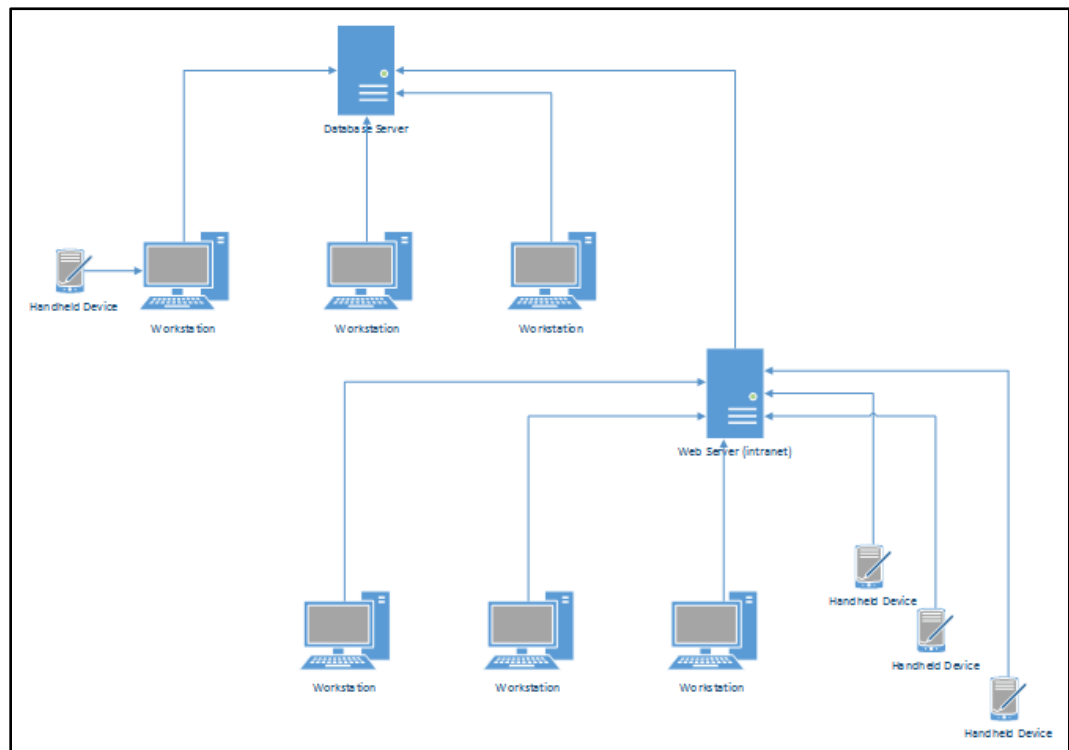 Database Server
Handheld Device
Workstation
Workstation
Workstation
Web Server (intranet)
Handheld Device
Handheld Device
Workstation
Workstation
Workstation
Handheld Device